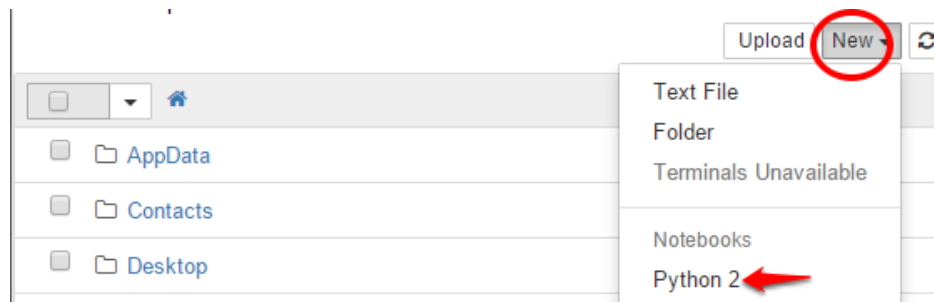 Upload New
Text File
Folder
AppData
Terminals Unavailable
Contacts
Notebooks
Desktop
Python 2